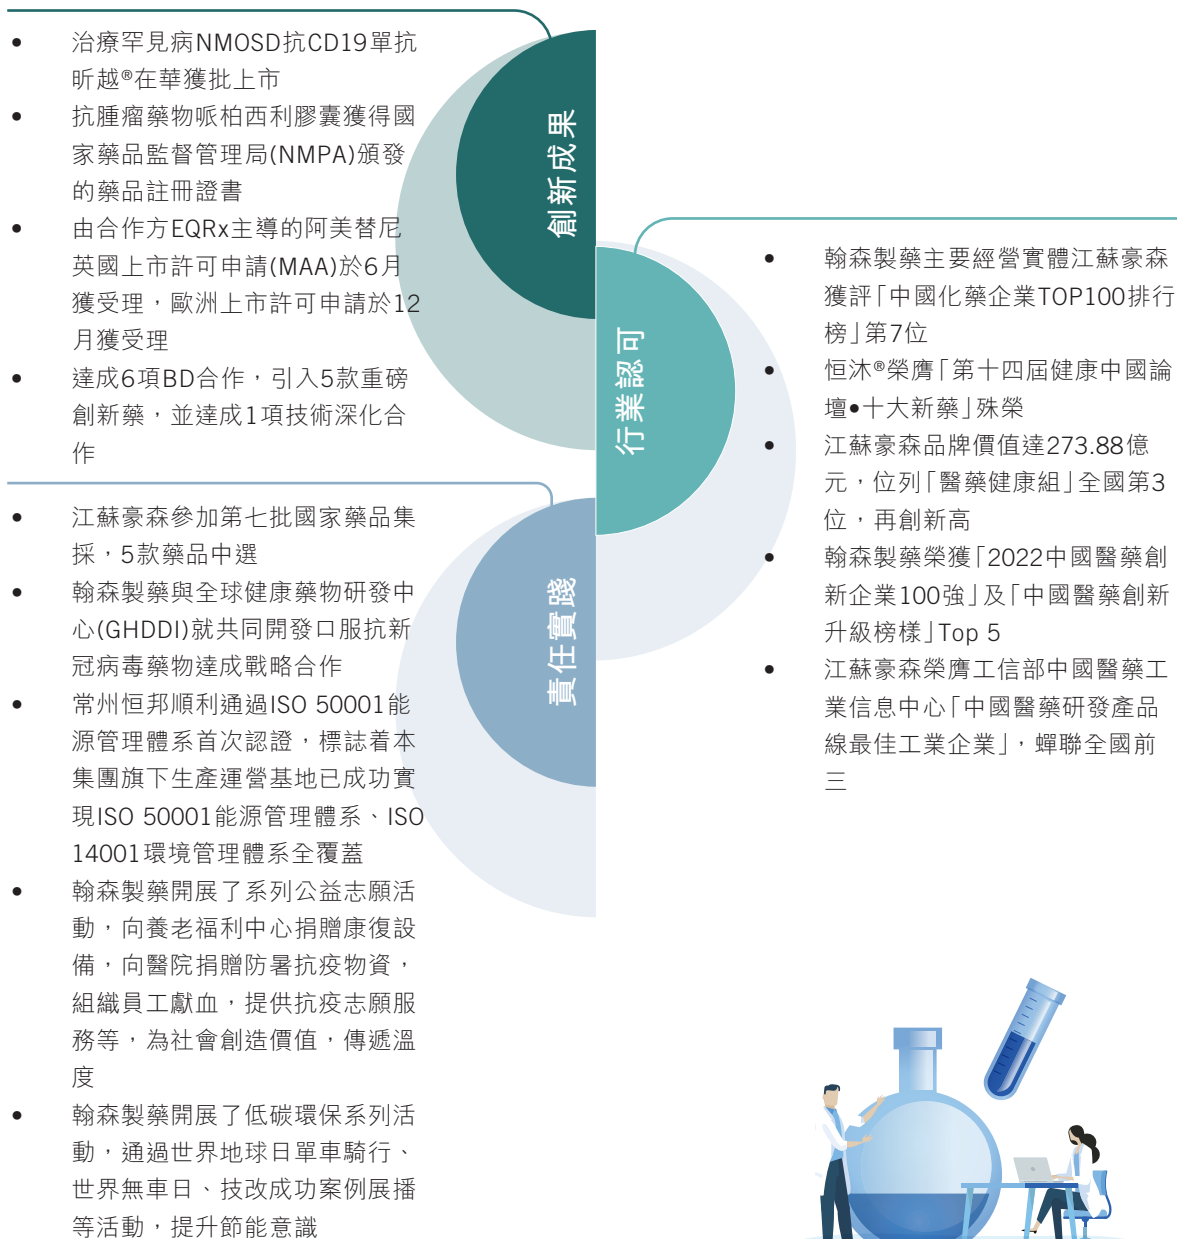 • 治療罕見病NMOSD抗CD19單抗
昕越®在華獲批上市
• 抗腫瘤藥物哌柏西利膠囊獲得國
家藥品監督管理局(NMPA)頒發
的藥品註冊證書
• 由合作方EQRx主導的阿美替尼
英國上市許可申請(MAA)於6月
獲受理，歐洲上市許可申請於12
月獲受理
• 達成6項BD合作，引入5款重磅
創新藥，並達成1項技術深化合
作
創新成果
行業認可
• 翰森製藥主要經營實體江蘇豪森
獲評「中國化藥企業TOP100排行
榜」第7位
• 恒沐®榮膺「第十四屆健康中國論
壇•十大新藥」殊榮
• 江蘇豪森品牌價值達273.88億
元，位列「醫藥健康組」全國第3
位，再創新高
• 翰森製藥榮獲「2022中國醫藥創
新企業100強」及「中國醫藥創新
升級榜樣」Top 5
• 江蘇豪森榮膺工信部中國醫藥工
業信息中心「中國醫藥研發產品
線最佳工業企業」，蟬聯全國前
三
• 江蘇豪森參加第七批國家藥品集
採，5款藥品中選
• 翰森製藥與全球健康藥物研發中
心(GHDDI)就共同開發口服抗新
冠病毒藥物達成戰略合作
• 常州恒邦順利通過ISO 50001能
源管理體系首次認證，標誌着本
集團旗下生產運營基地已成功實
現ISO 50001能源管理體系、ISO
14001環境管理體系全覆蓋
• 翰森製藥開展了系列公益志願活
動，向養老福利中心捐贈康復設
備，向醫院捐贈防暑抗疫物資，
組織員工獻血，提供抗疫志願服
務等，為社會創造價值，傳遞溫
度
• 翰森製藥開展了低碳環保系列活
動，通過世界地球日單車騎行、
世界無車日、技改成功案例展播
等活動，提升節能意識
責任實踐